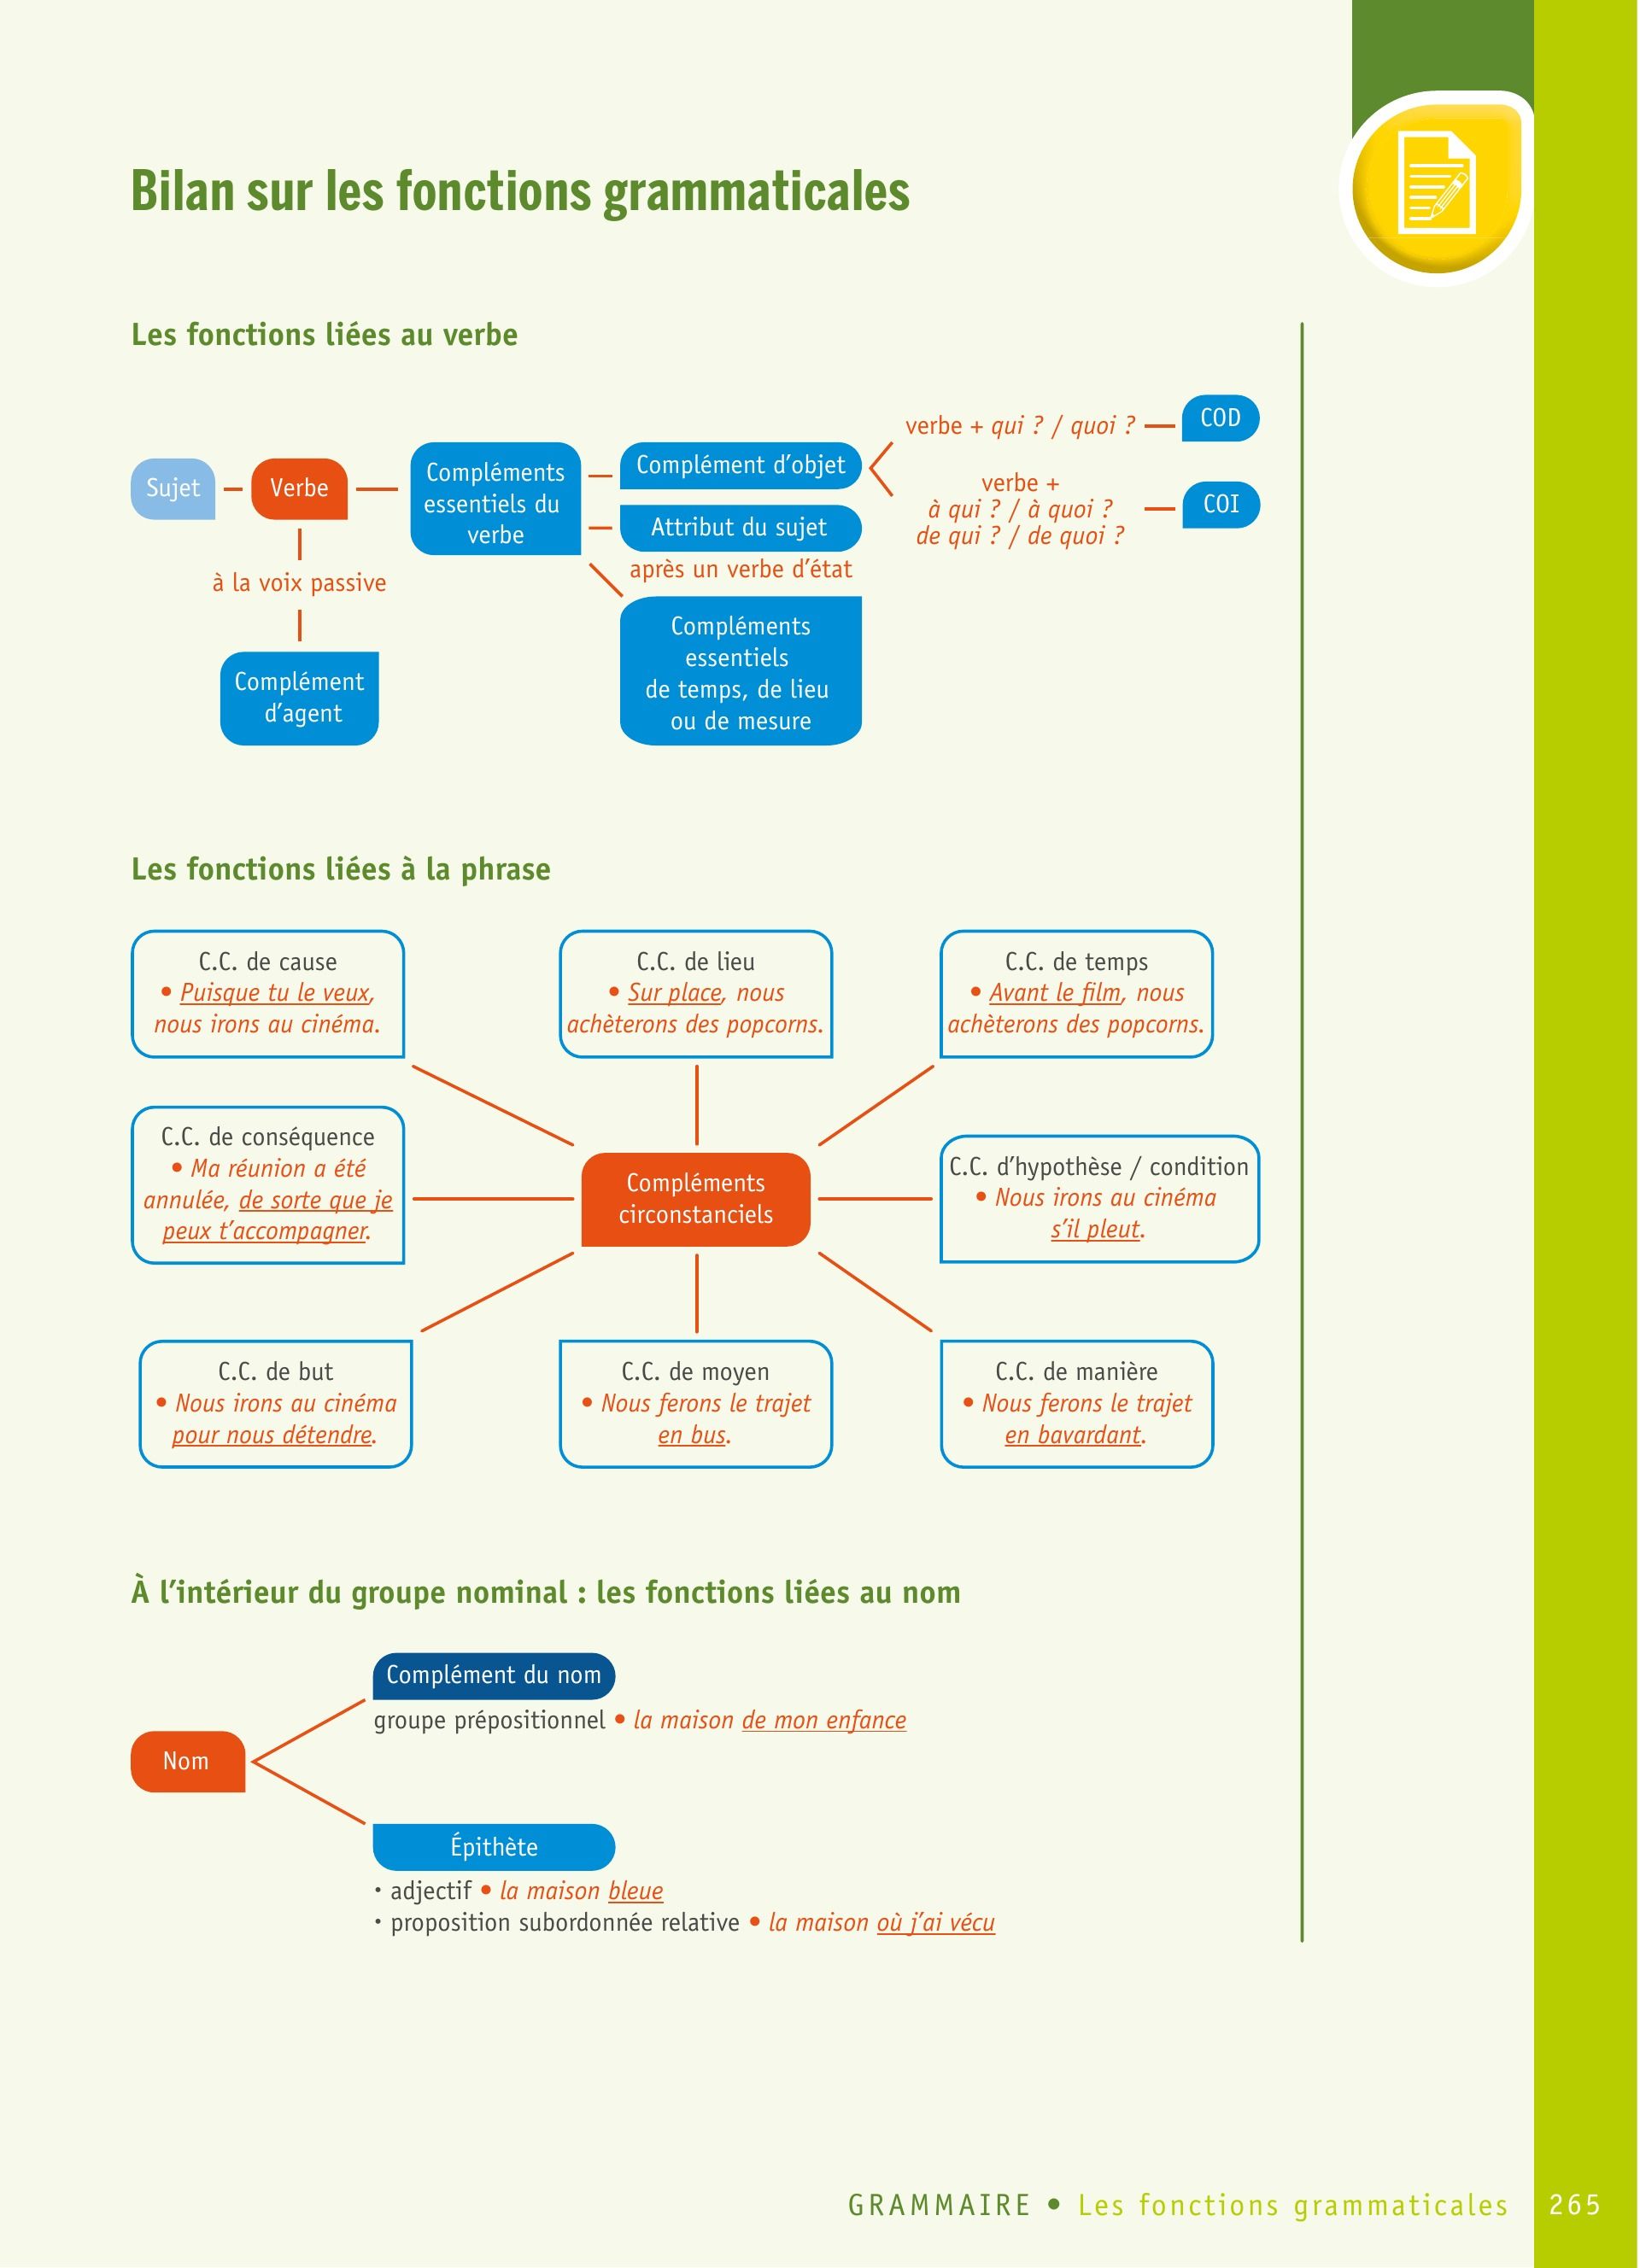 Bilan sur les fonctions grammaticales
Les fonctions liées au verbe
Sujet
Verbe
à la voix passive
Complément
d'agent
Compléments
essentiels du
verbe
Complément d'objet
verbe + qui ? / quoi ?
COD
verbe +
à qui ? / à quoi ?
de qui ? / de quoi ?
COI
Attribut du sujet
après un verbe d'état
Compléments
essentiels
de temps, de lieu
ou de mesure
Les fonctions liées à la phrase
C.C. de cause
• Puisque tu le veux,
nous irons au cinéma.
C.C. de lieu
• Sur place, nous
achèterons des popcorns.
C.C. de temps
• Avant le film, nous
achèterons des popcorns.
C.C. de conséquence
• Ma réunion a été
annulée, de sorte que je
peux t'accompagner.
Compléments
circonstanciels
C.C. d'hypothèse / condition
• Nous irons au cinéma
s'il pleut.
C.C. de but
• Nous irons au cinéma
pour nous détendre.
C.C. de moyen
• Nous ferons le trajet
en bus.
C.C. de manière
• Nous ferons le trajet
en bavardant.
À l'intérieur du groupe nominal : les fonctions liées au nom
Nom
Complément du nom
groupe prépositionnel • la maison de mon enfance
Épithète
· adjectif • la maison bleue
· proposition subordonnée relative • la maison où j'ai vécu
GRAMMAIRE • Les fonctions grammaticales 265